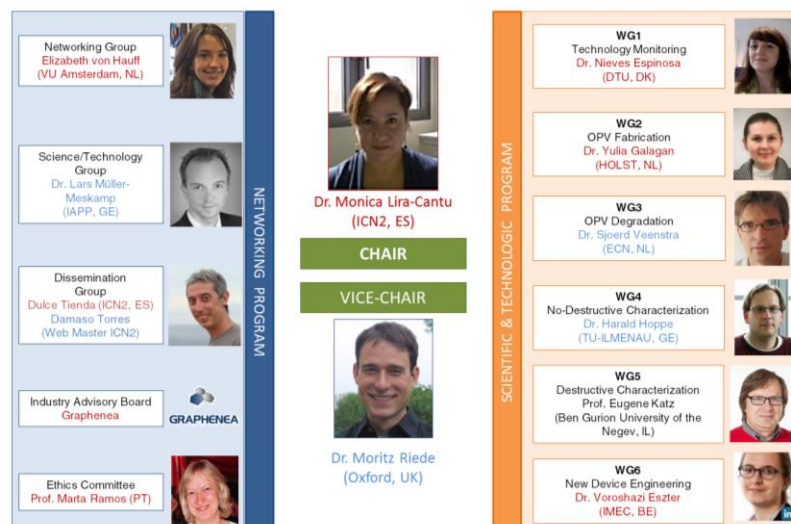 Networking Group
Elizabeth von Hauff
(VU Amsterdam, NL)
Science/Technology
Group
Dr. Lars Müller-
Meskamp
(IAPP, GE)
Dissemination
Group
Dulce Tienda (ICN2, ES)
Damaso Torres
(Web Master ICN2)
Industry Advisory Board
Graphenea
GRAPHENEA
Ethics Committee
Prof. Marta Ramos (PT)
NETWORKING PROGRAM
Dr. Monica Lira-Cantu
(ICN2, ES)
CHAIR
VICE-CHAIR
Dr. Moritz Riede
(Oxford, UK)
SCIENTIFIC & TECHNOLOGIC PROGRAM
WG1
Technology Monitoring
Dr. Nieves Espinosa
(DTU, DK)
WG2
OPV Fabrication
Dr. Yulia Galagan
(HOLST, NL)
WG3
OPV Degradation
Dr. Sjoerd Veenstra
(ECN, NL)
WG4
No-Destructive Characterization
Dr. Harald Hoppe
(TU-ILMENAU, GE)
WG5
Destructive Characterization
Prof. Eugene Katz
(Ben Gurion University of the
Negev, IL)
WG6
New Device Engineering
Dr. Voroshazi Eszter
(IMEC, BE)
in